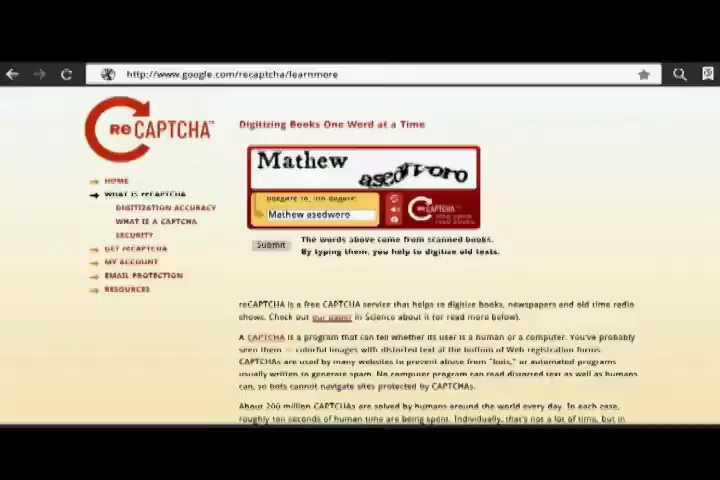 http://www.google.com/recaptcha/learnmore
reCAPTCHA™
HOME
WHAT IS reCAPTCHA
DIGITIZATION ACCURACY
WHAT IS A CAPTCHA
SECURITY
GET reCAPTCHA
MY ACCOUNT
EMAIL PROTECTION
RESOURCES
Digitizing Books One Word at a Time
Mathew
Mathew asedworo
CAPTCHA™
Submit
The words above come from scanned books.
By typing them, you help to digitize old texts.
reCAPTCHA is a free CAPTCHA service that helps to digitize books, newspapers and old time radio
shows. Check out our paper in Science about it (or read more below).
A CAPTCHA is a program that can tell whether its user is a human or a computer. You've probably
seen them — colorful images with distorted text at the bottom of Web registration forms.
CAPTCHAs are used by many websites to prevent abuse from "bots," or automated programs
usually written to generate spam. No computer program can read distorted text as well as humans
can, so bots cannot navigate sites protected by CAPTCHAs.
About 200 million CAPTCHAs are solved by humans around the world every day. In each case,
roughly ten seconds of human time are being spent. Individually, that's not a lot of time, but in